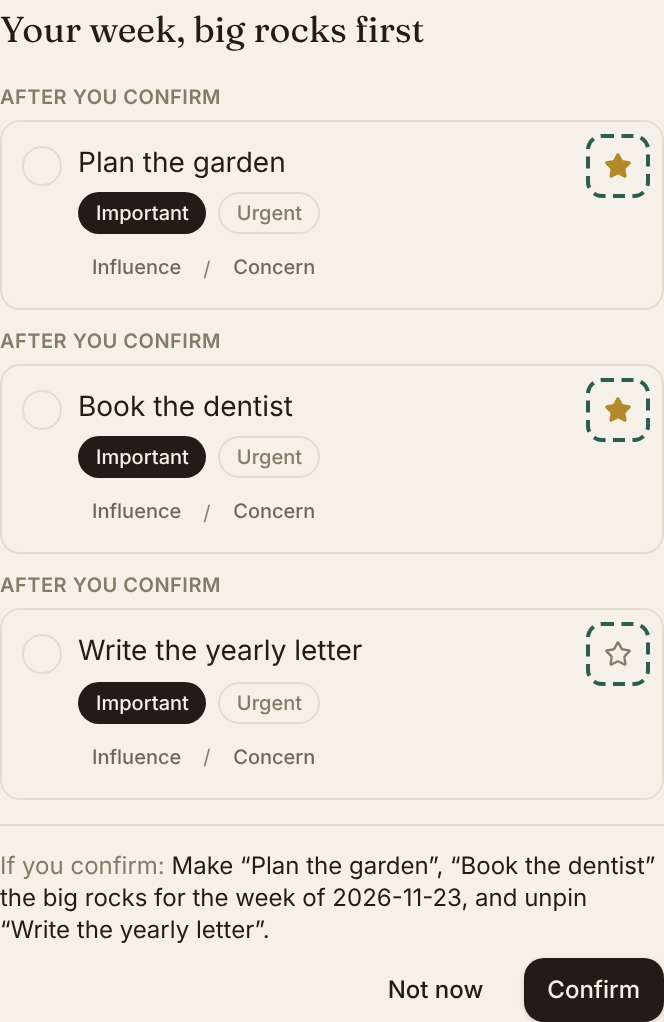 Your week, big rocks first
AFTER YOU CONFIRM
Plan the garden
Important Urgent
Influence / Concern
AFTER YOU CONFIRM
Book the dentist
Important Urgent
Influence / Concern
AFTER YOU CONFIRM
Write the yearly letter
Important Urgent
Influence / Concern
If you confirm: Make “Plan the garden”, “Book the dentist”
the big rocks for the week of 2026-11-23, and unpin
“Write the yearly letter”.
Not now Confirm